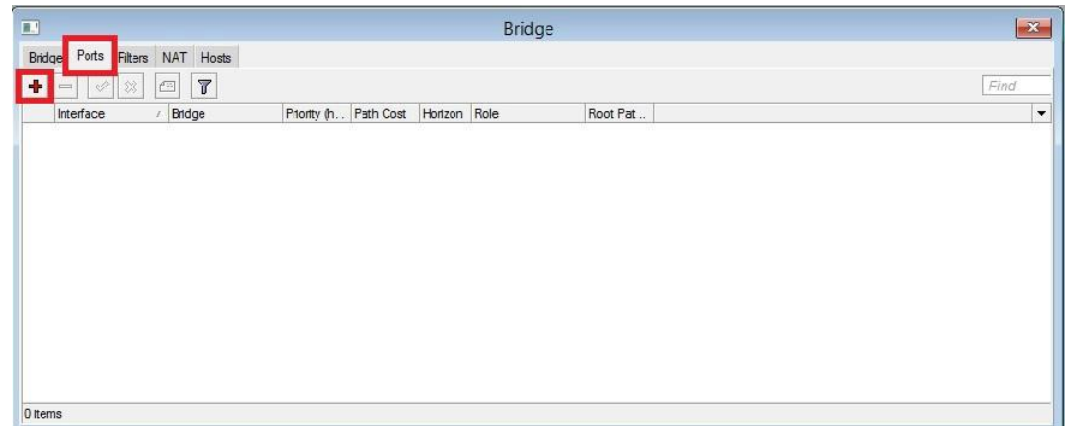 Bridge
Bridge Ports Filters NAT Hosts
Find
Interface Bridge Priority (h... Path Cost Horizon Role Root Pat ...
0 items